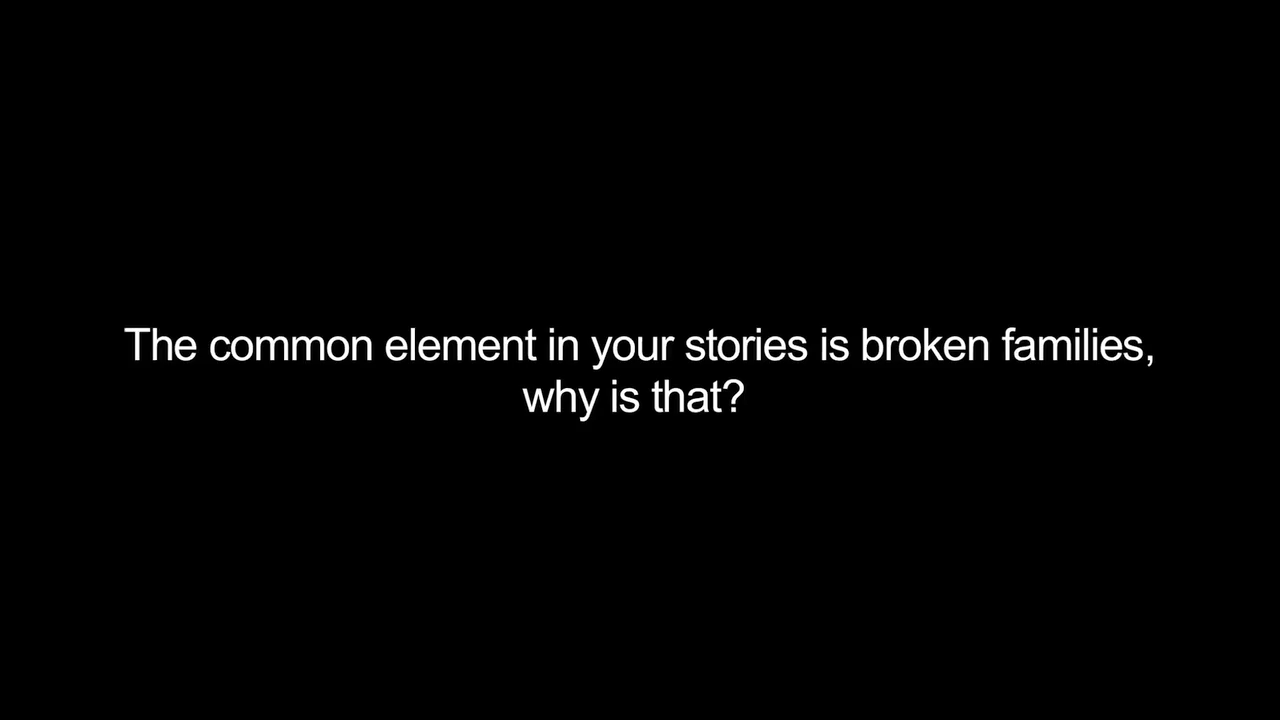 The common element in your stories is broken families,
why is that?